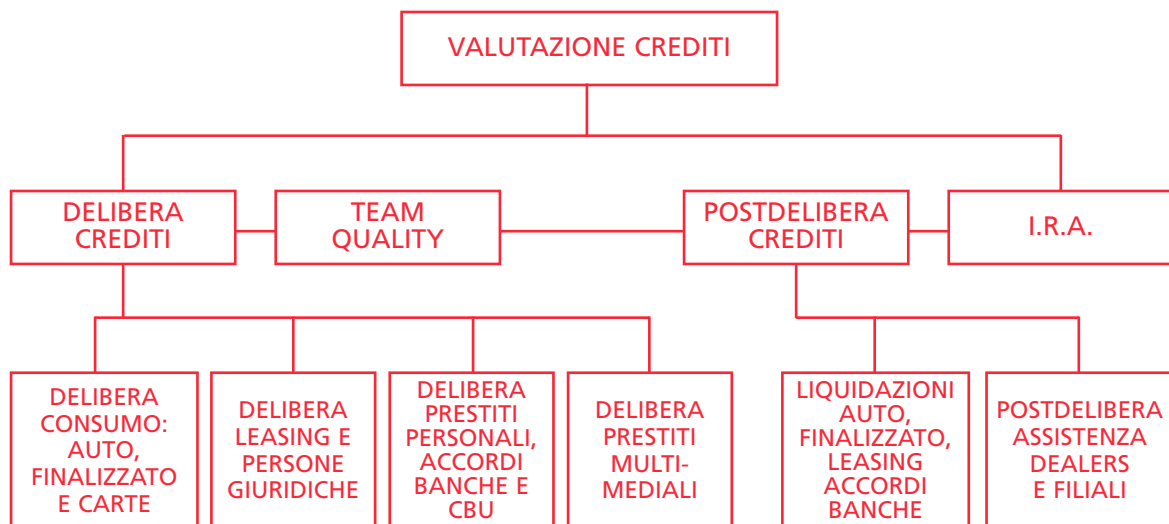 VALUTAZIONE CREDITI
DELIBERA
CREDITI
TEAM
QUALITY
POSTDELIBERA
CREDITI
I.R.A.
DELIBERA
CONSUMO:
AUTO,
FINALIZZATO
E CARTE
DELIBERA
LEASING E
PERSONE
GIURIDICHE
DELIBERA
PRESTITI
PERSONALI,
ACCORDI
BANCHE E
CBU
DELIBERA
PRESTITI
MULTI-
MEDIALI
LIQUIDAZIONI
AUTO,
FINALIZZATO,
LEASING
ACCORDI
BANCHE
POSTDELIBERA
ASSISTENZA
DEALERS
E FILIALI